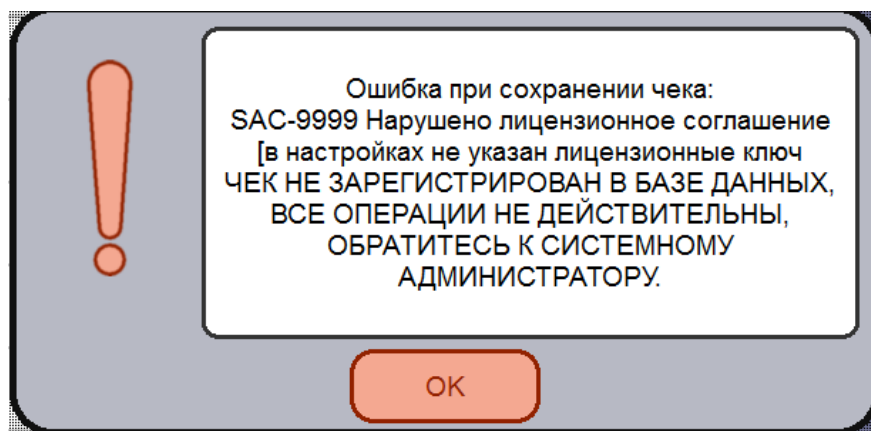 Ошибка при сохранении чека:
SAC-9999 Нарушено лицензионное соглашение
[в настройках не указан лицензионные ключ
ЧЕК НЕ ЗАРЕГИСТРИРОВАН В БАЗЕ ДАННЫХ,
ВСЕ ОПЕРАЦИИ НЕ ДЕЙСТВИТЕЛЬНЫ,
ОБРАТИТЕСЬ К СИСТЕМНОМУ
АДМИНИСТРАТОРУ.
OK